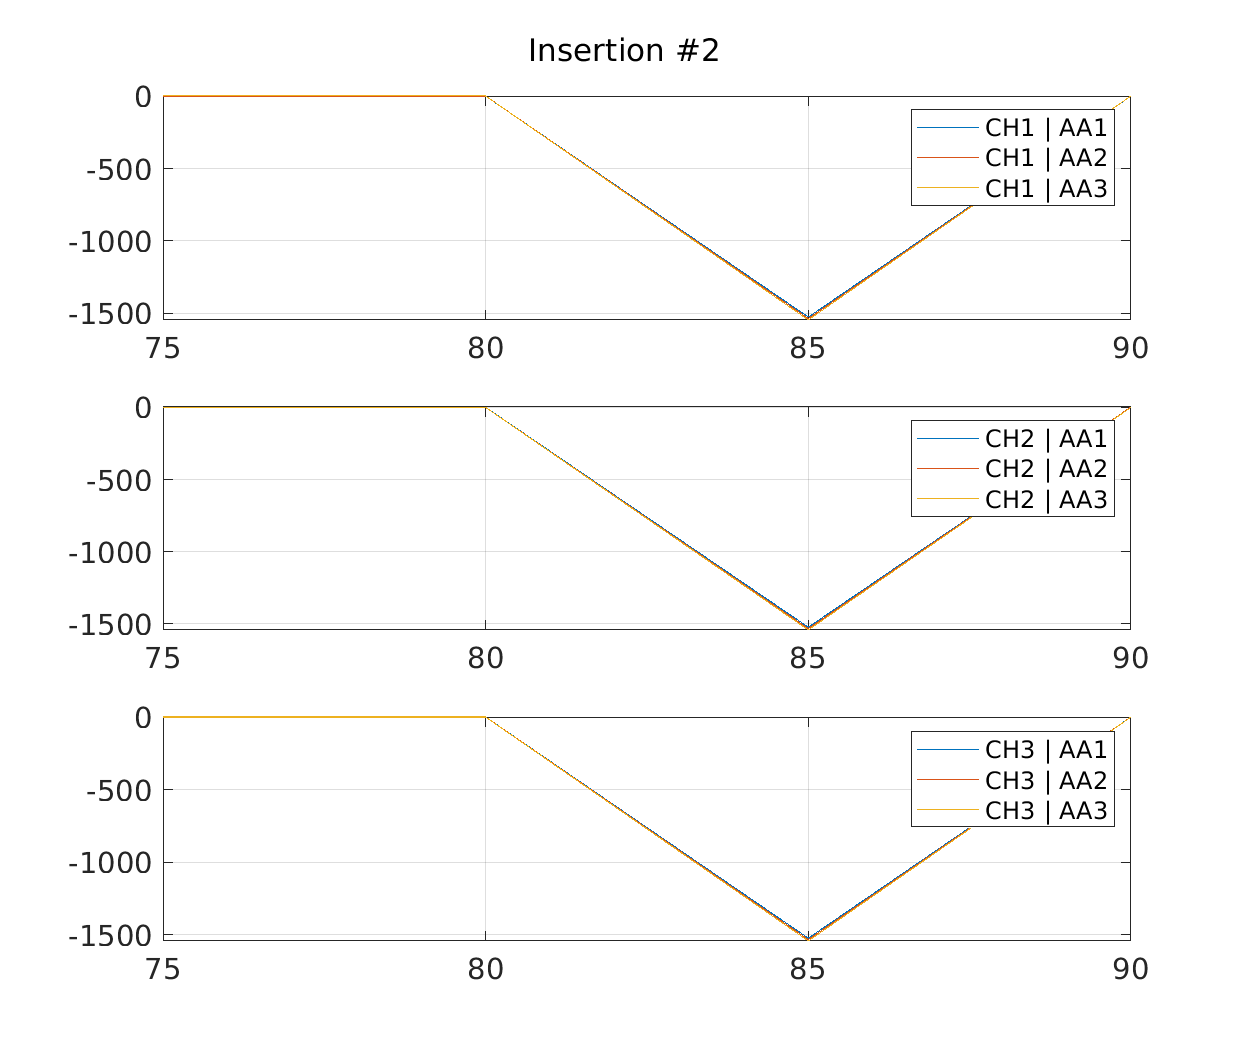 Insertion #2
0
-500
-1000
-1500
75 80 85 90
CH1 | AA1
CH1 | AA2
CH1 | AA3
0
-500
-1000
-1500
75 80 85 90
CH2 | AA1
CH2 | AA2
CH2 | AA3
0
-500
-1000
-1500
75 80 85 90
CH3 | AA1
CH3 | AA2
CH3 | AA3